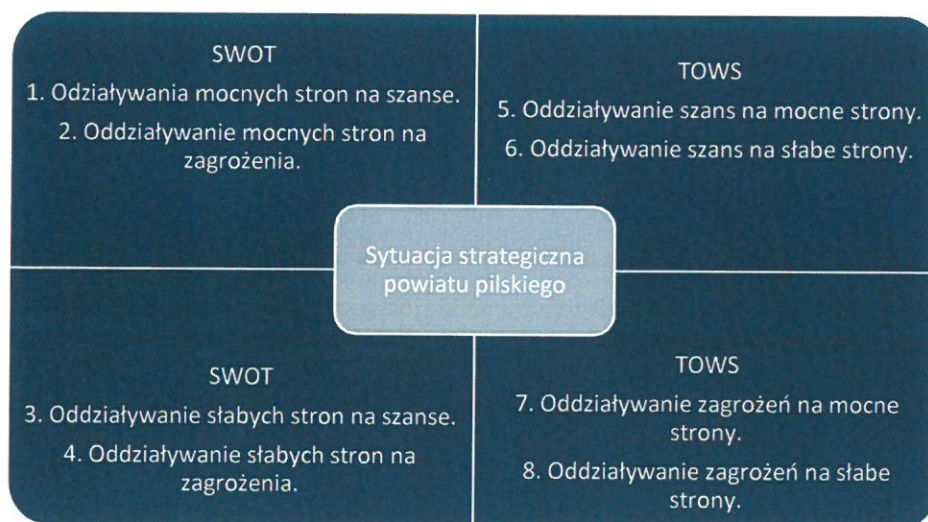 SWOT
1. Odziaływania mocnych stron na szanse.
2. Oddziaływanie mocnych stron na
zagrożenia.
TOWS
5. Oddziaływanie szans na mocne strony.
6. Oddziaływanie szans na słabe strony.
Sytuacja strategiczna
powiatu pilskiego
SWOT
3. Oddziaływanie słabych stron na szanse.
4. Oddziaływanie słabych stron na
zagrożenia.
TOWS
7. Oddziaływanie zagrożeń na mocne
strony.
8. Oddziaływanie zagrożeń na słabe
strony.